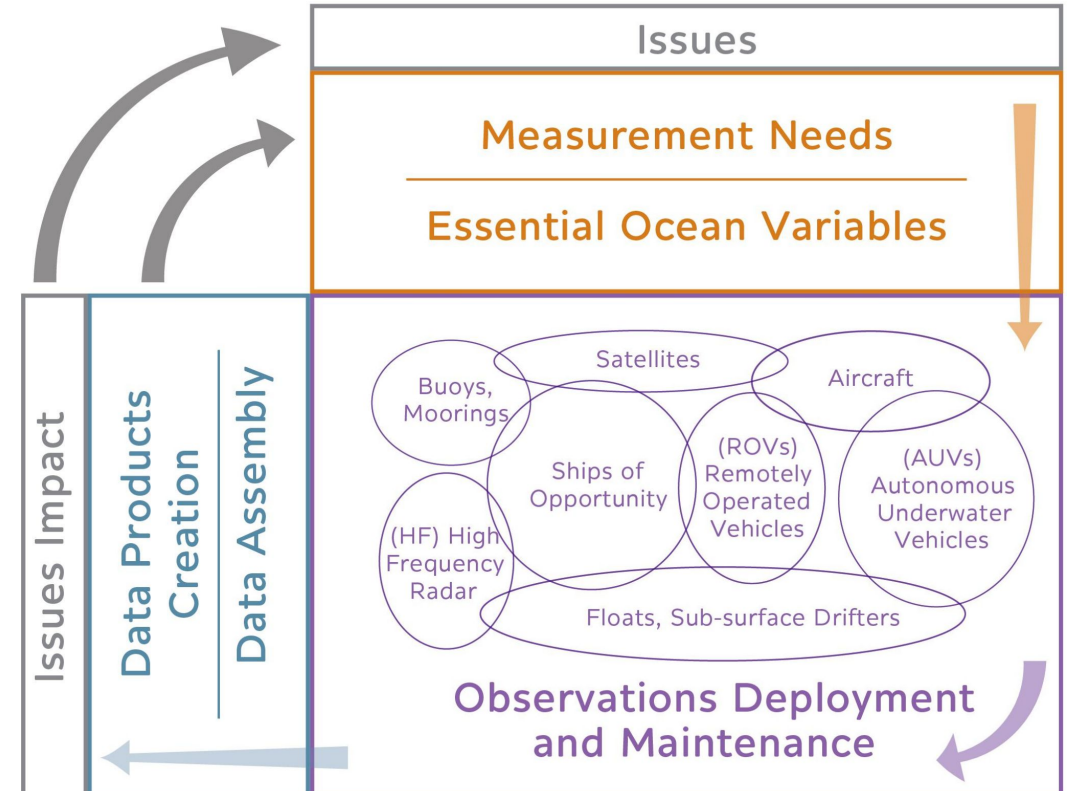 Issues
Measurement Needs
Essential Ocean Variables
Satellites
Buoys,
Moorings
Aircraft
Ships of
Opportunity
(ROVs)
Remotely
Operated
Vehicles
(AUVs)
Autonomous
Underwater
Vehicles
(HF) High
Frequency
Radar
Floats, Sub-surface Drifters
Observations Deployment
and Maintenance
Data Assembly
Data Products
Creation
Issues Impact